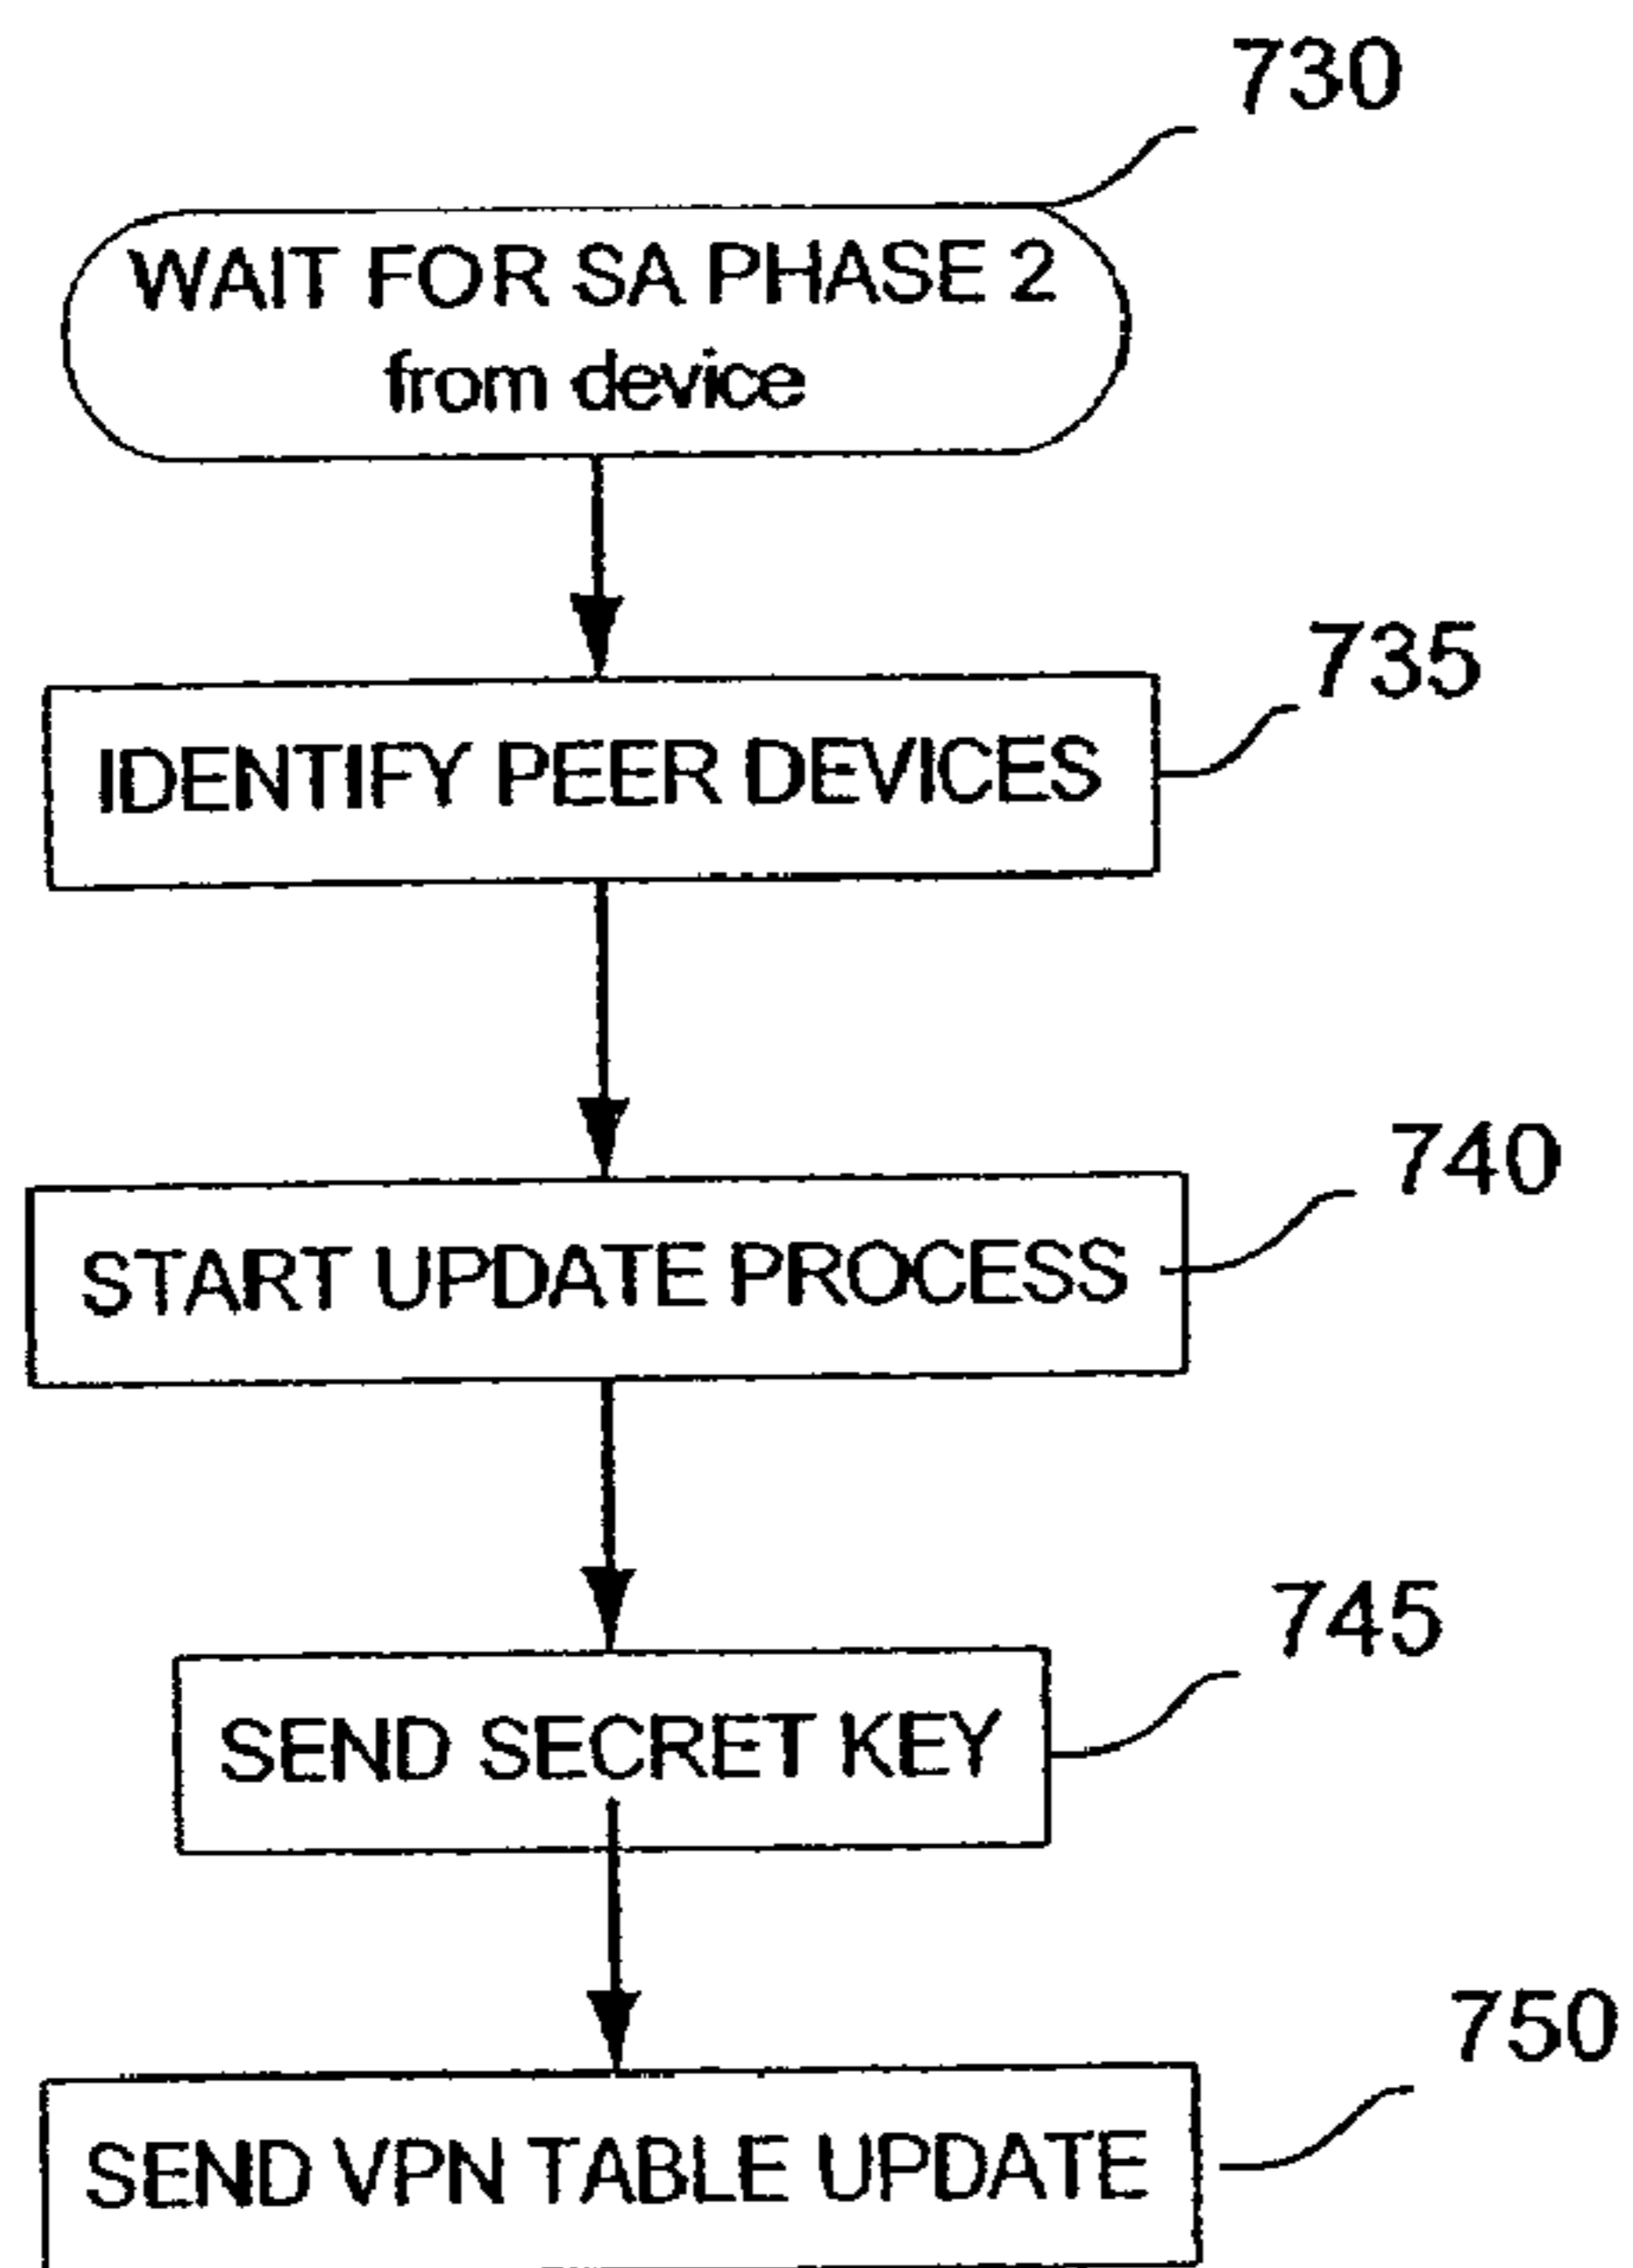 730
WAIT FOR SA PHASE 2
from device
735
IDENTIFY PEER DEVICES
740
START UPDATE PROCESS
745
SEND SECRET KEY
750
SEND VPN TABLE UPDATE